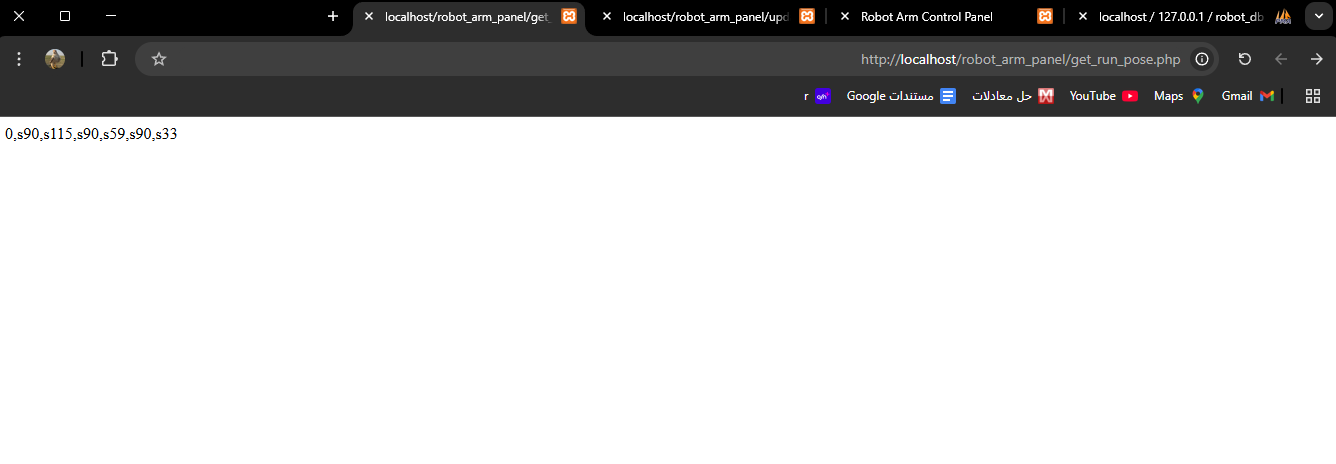 localhost/robot_arm_panel/get_
localhost/robot_arm_panel/upd
Robot Arm Control Panel
localhost / 127.0.0.1 / robot_db
http://localhost/robot_arm_panel/get_run_pose.php
r
مستندات Google
حل معادلات
YouTube
Maps
Gmail
0,s90,s115,s90,s59,s90,s33